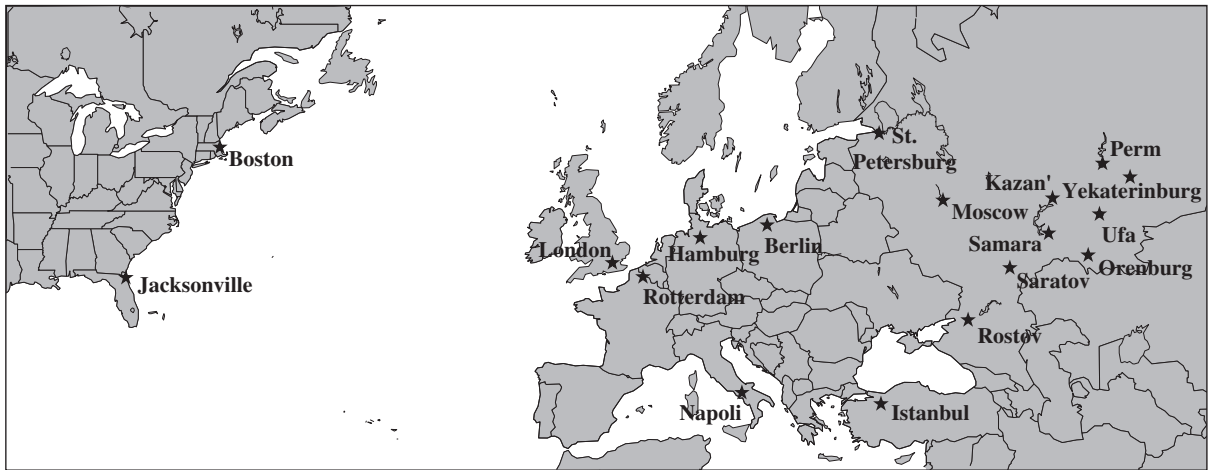 Boston
Jacksonville
St.
Petersburg
Perm
Kazan'
Yekaterinburg
Moscow
Samara
Ufa
Orenburg
Saratov
Rostov
London
Hamburg
Berlin
Rotterdam
Napoli
Istanbul